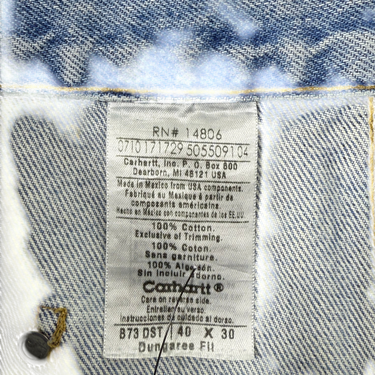 RN# 14806
0710171729 505509104
Carhartt, Inc. P.O. Box 600
Dearborn, MI 48121 USA
Made in Mexico from USA components.
Fabriqué au Mexique à partir de
composants américains.
Hecho en México con componentes de los EE.UU
100% Cotton.
Exclusive of Trimming.
100% Coton.
Sans garniture.
100% Algodón.
Sin incluir adorno.
Carhartt®
Care on reverse side.
Entretien au verso.
Instrucciones de cuidado al dorso.
B73 DST 40 X 30
Dungaree Fit